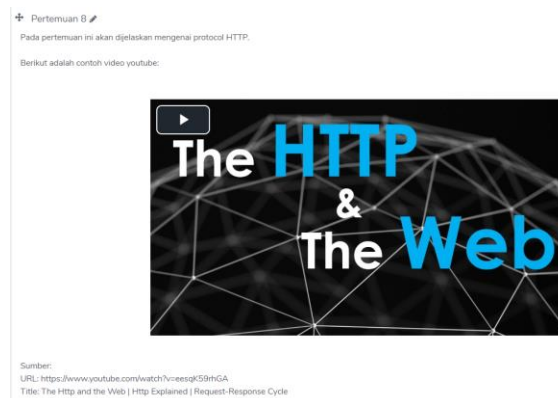 Pertemuan 8
Pada pertemuan ini akan dijelaskan mengenai protocol HTTP.
Berikut adalah contoh video youtube:
The HTTP
&
The Web
Sumber:
URL: https://www.youtube.com/watch?v=eesqK59rhGA
Title: The Http and the Web | Http Explained | Request-Response Cycle